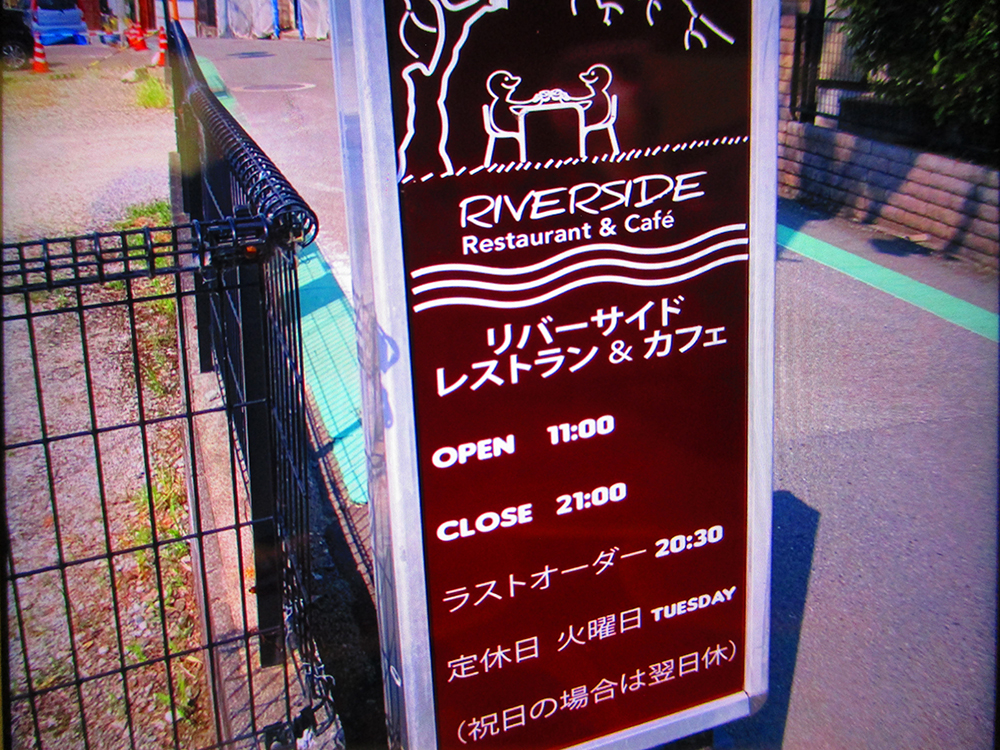 RIVERSIDE
Restaurant & Café
リバーサイド
レストラン & カフェ
OPEN 11:00
CLOSE 21:00
ラストオーダー 20:30
定休日 火曜日 TUESDAY
(祝日の場合は翌日休)